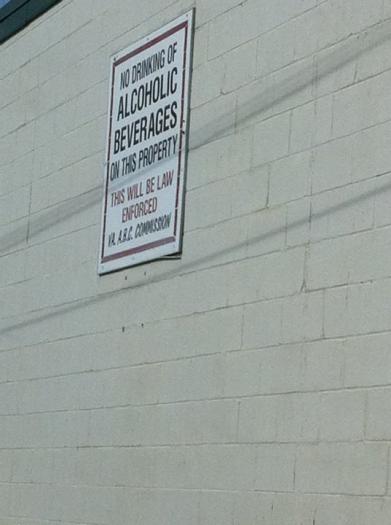 NO DRINKING OF
ALCOHOLIC
BEVERAGES
ON THIS PROPERTY
THIS WILL BE LAW
ENFORCED
VA. A.B.C. COMMISSION